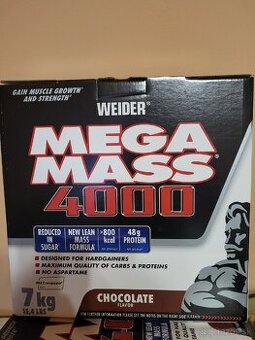 GAIN MUSCLE GROWTH
AND STRENGTH
WEIDER
MEGA
MASS
4000
REDUCED
IN
SUGAR
NEW LEAN
MASS
FORMULA
>800
kcal
48g
PROTEIN
• DESIGNED FOR HARDGAINERS
• MAXIMUM QUALITY OF CARBS & PROTEINS
• NO ASPARTAME
7 kg
15,4 LBS
CHOCOLATE
FLAVOR